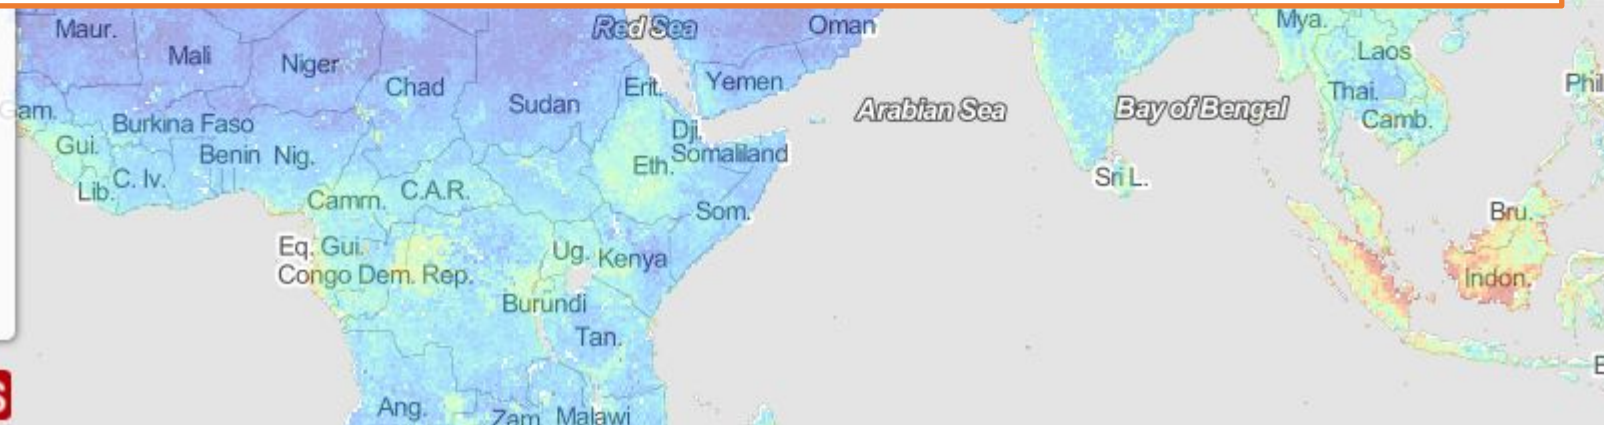 Maur.
Mali
Niger
Chad
Red Sea
Oman
Mya.
Laos
Sudan
Erit.
Yemen
Arabian Sea
Bay of Bengal
Thai.
Camb.
Phil
am.
Burkina Faso
Gui.
Benin
Nig.
Dji.
Somaliland
Eth.
Lib.
C. Iv.
Camrn.
C.A.R.
Som.
Sri L.
Bru.
Eq. Gui.
Ug.
Kenya
Congo
Dem. Rep.
Indon.
Burundi
Tan.
Ang.
Zam.
Malawi
S